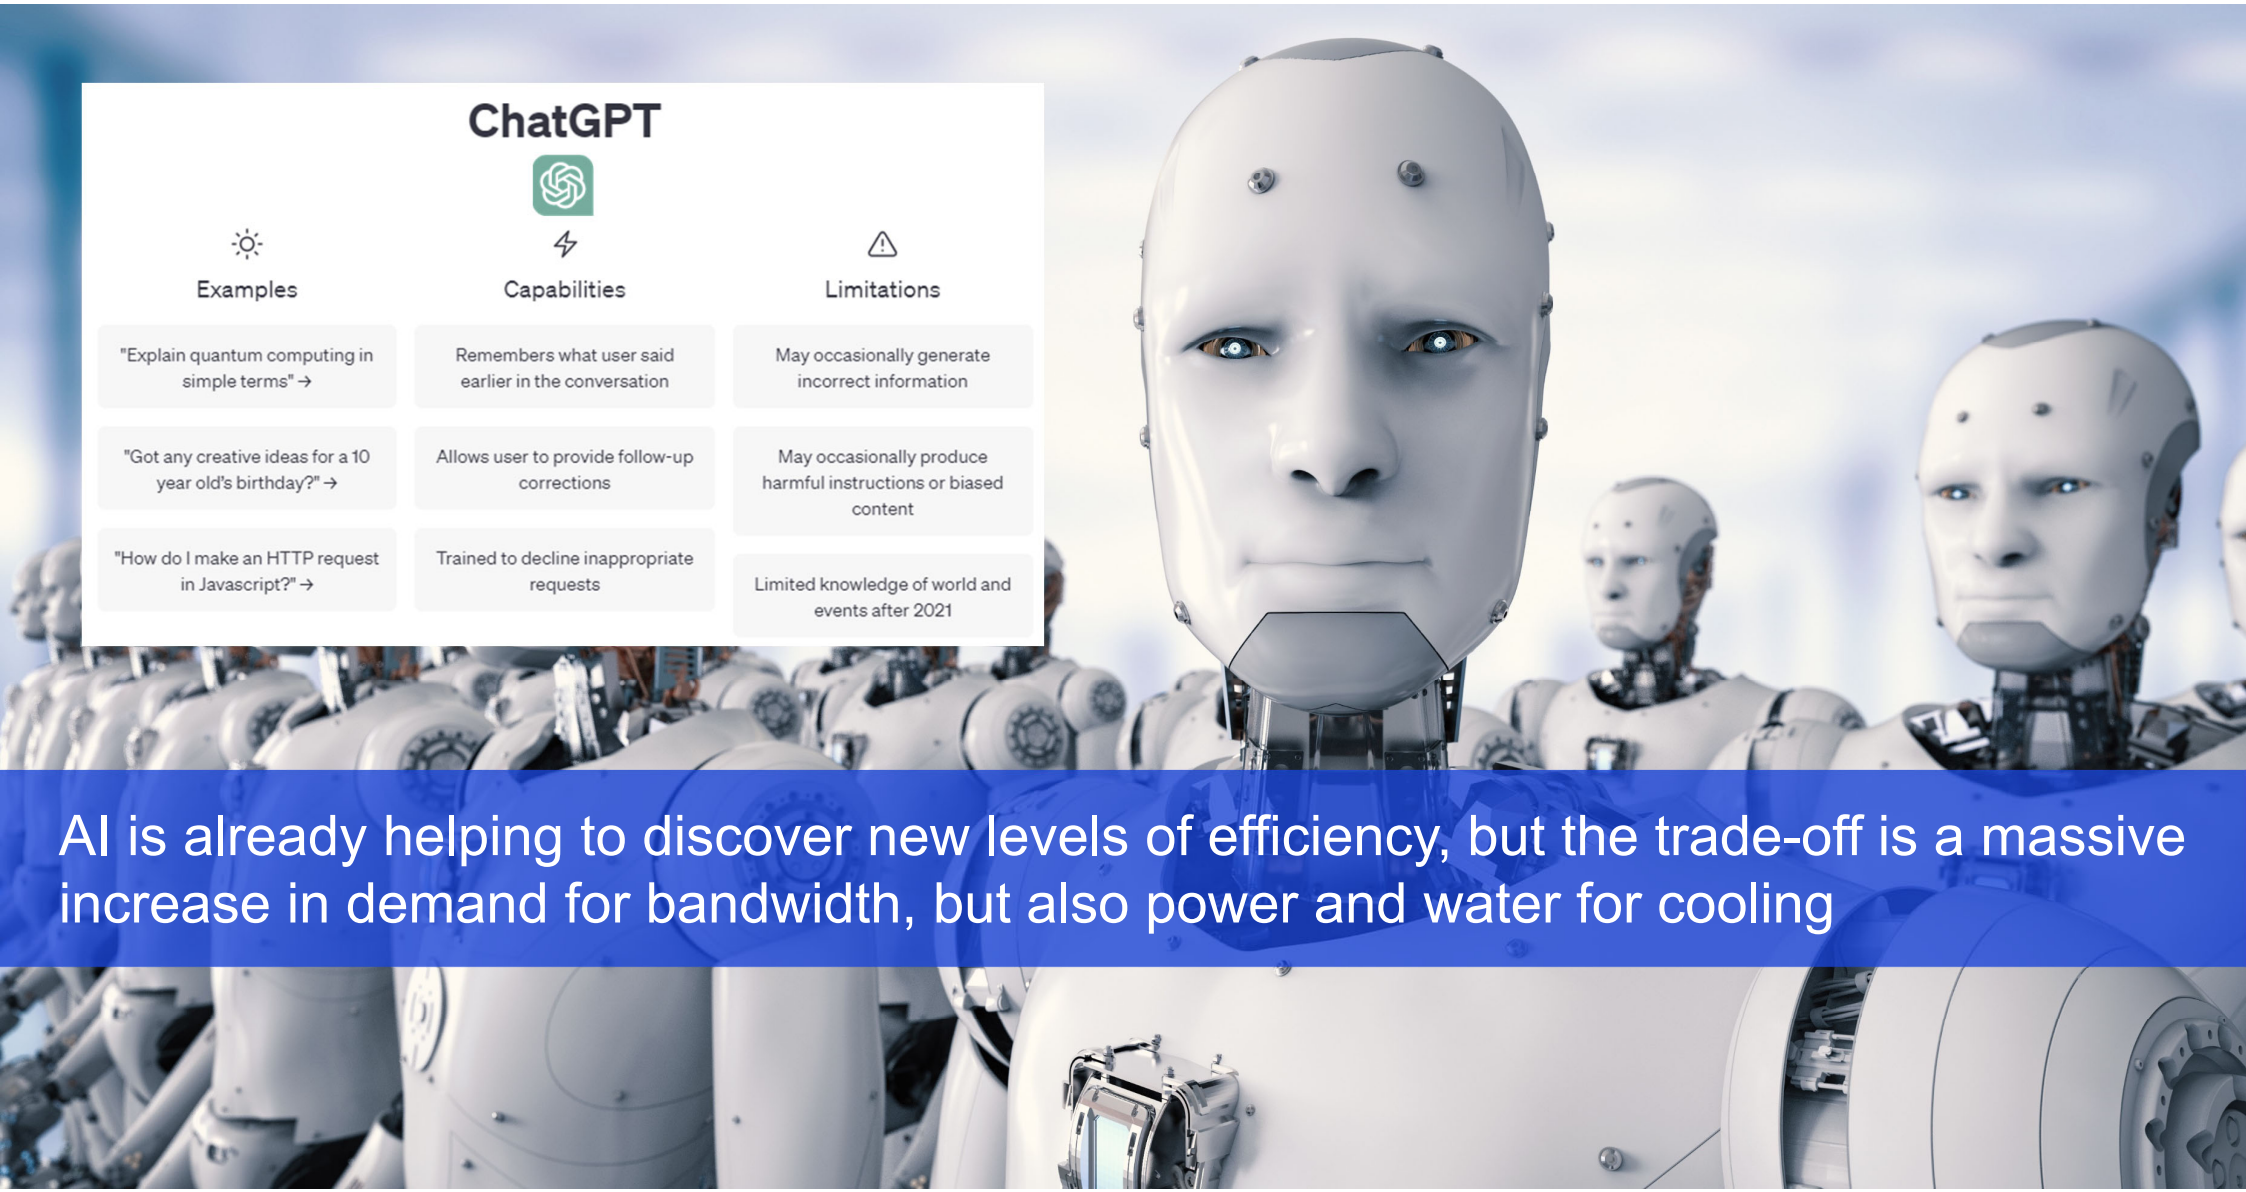 ChatGPT
Examples
"Explain quantum computing in
simple terms" →
"Got any creative ideas for a 10
year old's birthday?" →
"How do I make an HTTP request
in Javascript?" →
Capabilities
Remembers what user said
earlier in the conversation
Allows user to provide follow-up
corrections
Trained to decline inappropriate
requests
Limitations
May occasionally generate
incorrect information
May occasionally produce
harmful instructions or biased
content
Limited knowledge of world and
events after 2021
AI is already helping to discover new levels of efficiency, but the trade-off is a massive
increase in demand for bandwidth, but also power and water for cooling